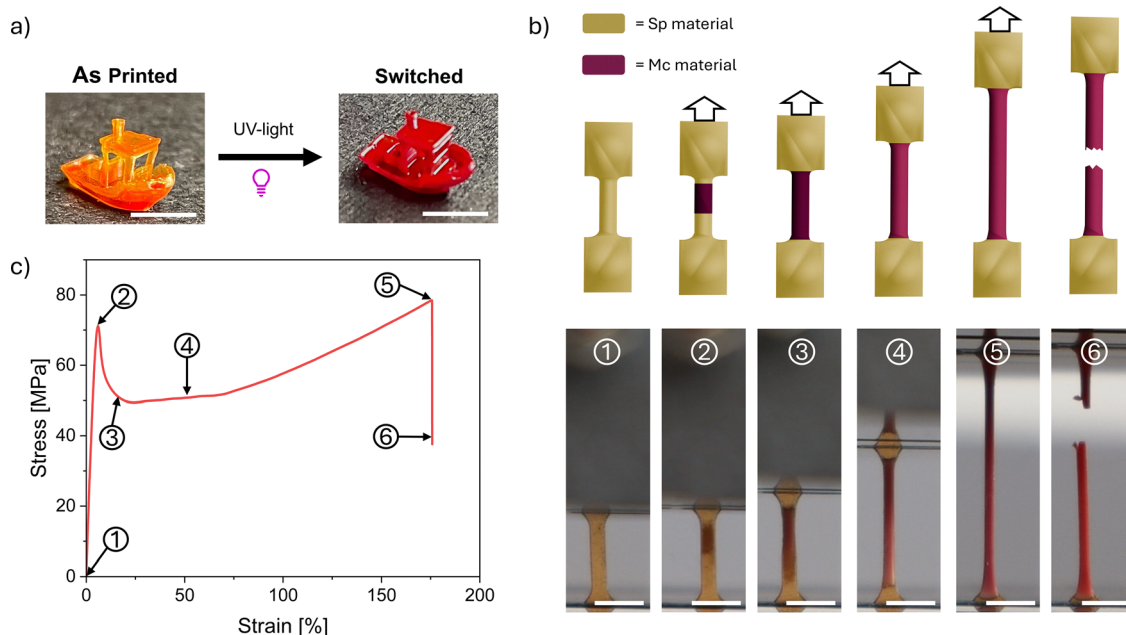 a)
As Printed
Switched
UV-light
b)
= Sp material
= Mc material
① ② ③ ④ ⑤ ⑥
c)
Stress [MPa]
80
60
40
20
0
0 50 100 150 200
Strain [%]
①
②
③
④
⑤
⑥